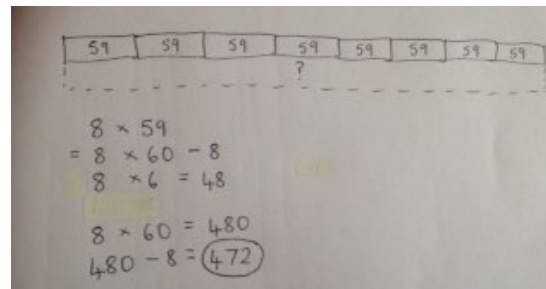 59 59 59 59 59 59 59 59
?
8 × 59
= 8 × 60 - 8
8 × 6 = 48
8 × 60 = 480
480 - 8 = 472